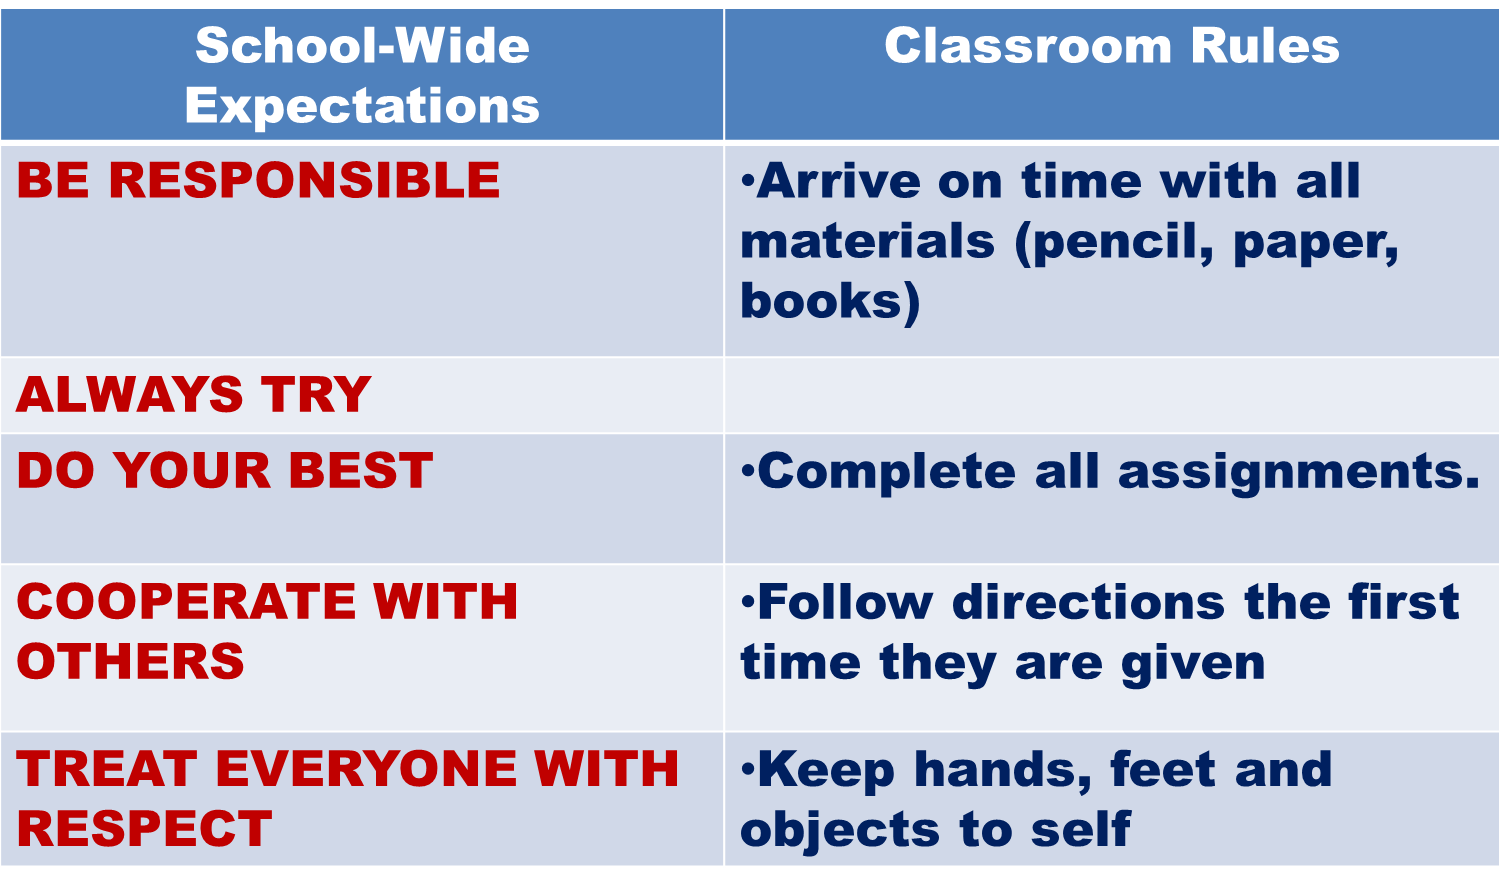 School-Wide
Expectations
Classroom Rules
BE RESPONSIBLE
•Arrive on time with all
materials (pencil, paper,
books)
ALWAYS TRY
DO YOUR BEST
•Complete all assignments.
COOPERATE WITH
OTHERS
•Follow directions the first
time they are given
TREAT EVERYONE WITH
RESPECT
•Keep hands, feet and
objects to self